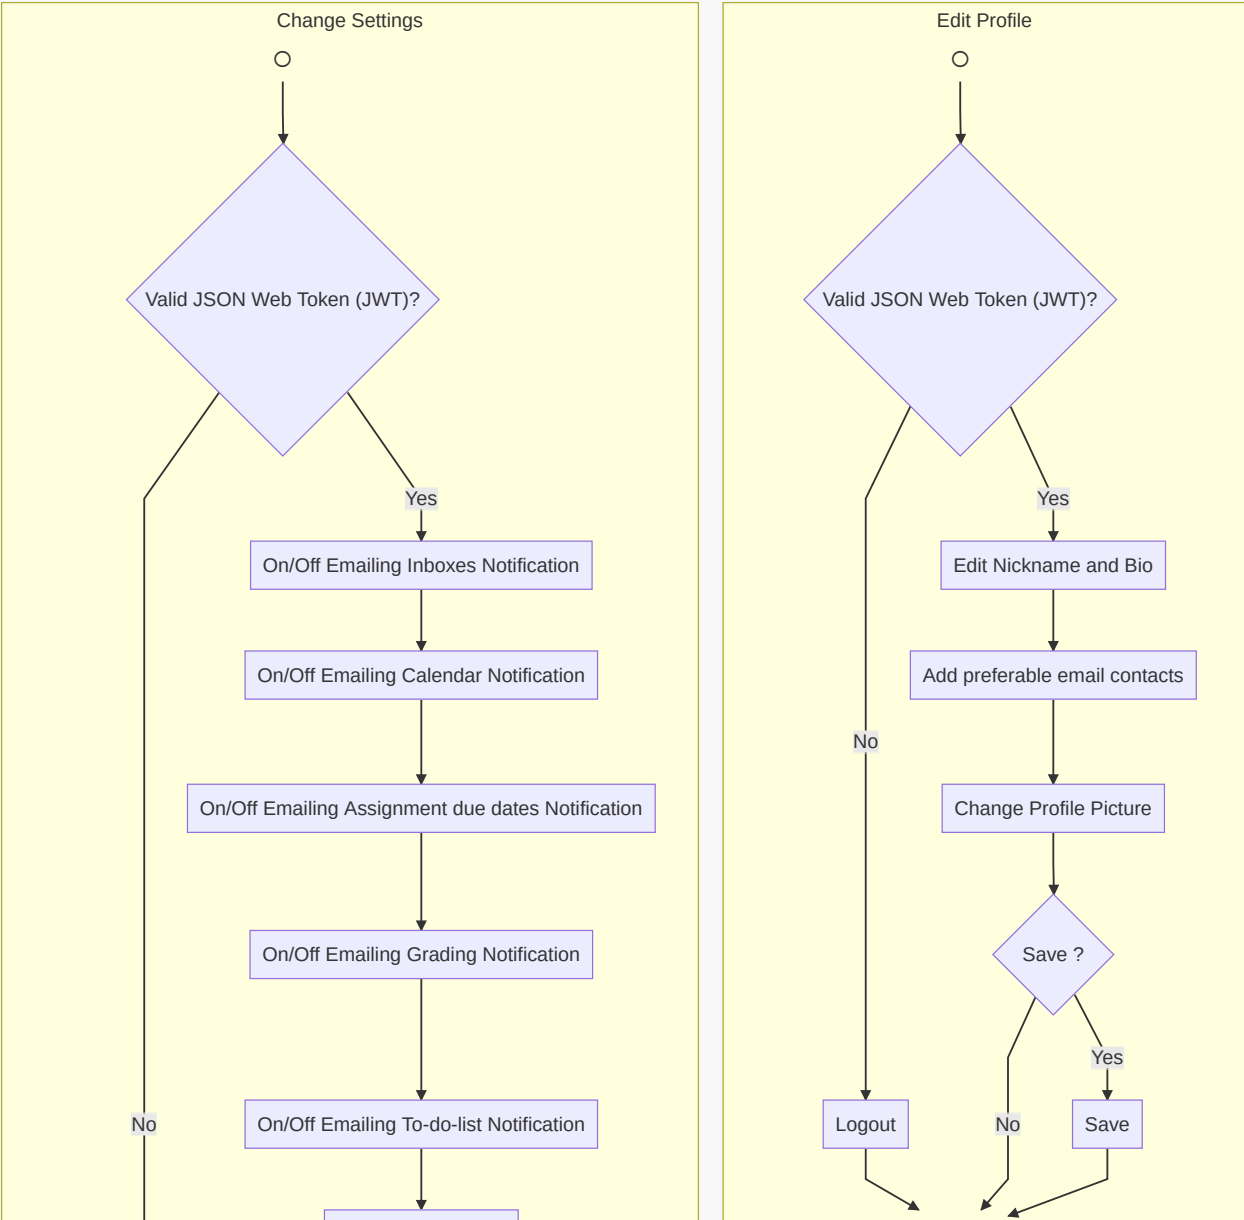 Change Settings
Valid JSON Web Token (JWT)?
Yes
On/Off Emailing Inboxes Notification
On/Off Emailing Calendar Notification
On/Off Emailing Assignment due dates Notification
On/Off Emailing Grading Notification
On/Off Emailing To-do-list Notification
No
Edit Profile
Valid JSON Web Token (JWT)?
Yes
Edit Nickname and Bio
Add preferable email contacts
No
Change Profile Picture
Save ?
Yes
Logout
No
Save